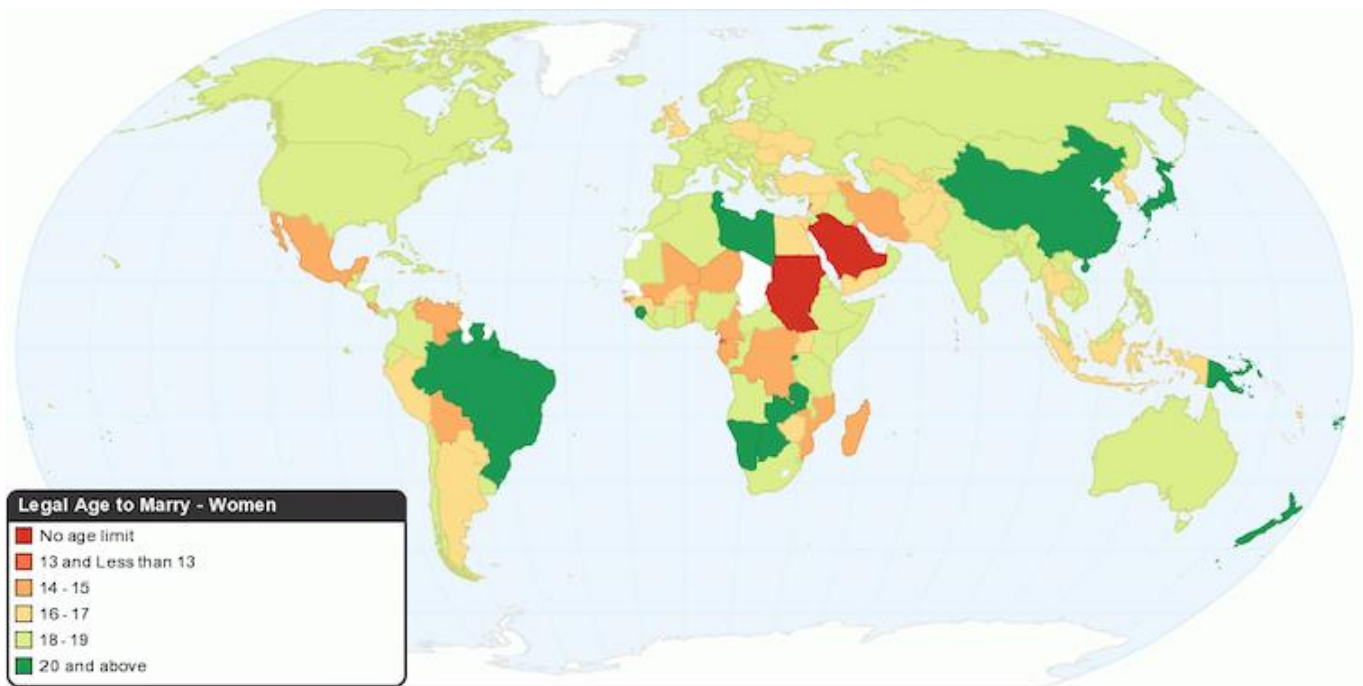 Legal Age to Marry - Women
No age limit
13 and Less than 13
14 - 15
16 - 17
18 - 19
20 and above